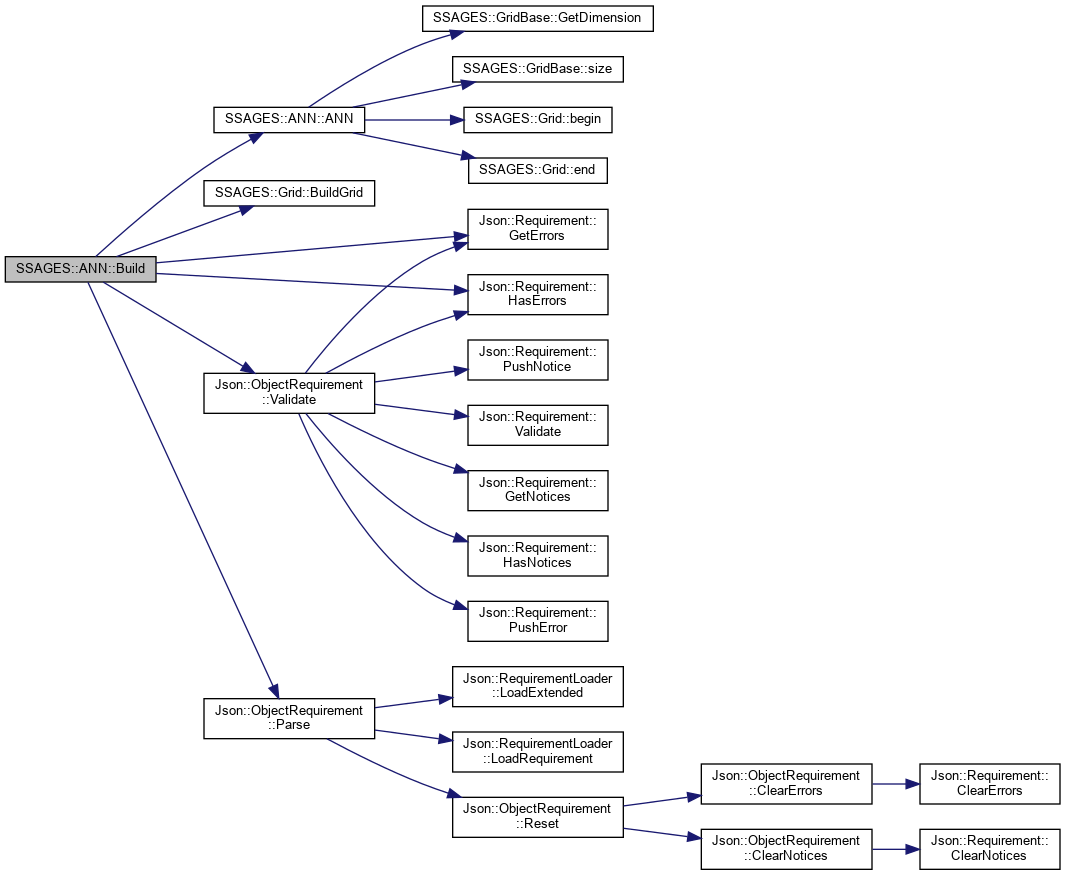 SSAGES::ANN::Build
SSAGES::ANN::ANN
SSAGES::GridBase::GetDimension
SSAGES::GridBase::size
SSAGES::Grid::begin
SSAGES::Grid::end
SSAGES::Grid::BuildGrid
Json::Requirement::
GetErrors
Json::Requirement::
HasErrors
Json::ObjectRequirement
::Validate
Json::Requirement::
PushNotice
Json::Requirement::
Validate
Json::Requirement::
GetNotices
Json::Requirement::
HasNotices
Json::Requirement::
PushError
Json::ObjectRequirement
::Parse
Json::RequirementLoader
::LoadExtended
Json::RequirementLoader
::LoadRequirement
Json::ObjectRequirement
::Reset
Json::ObjectRequirement
::ClearErrors
Json::Requirement::
ClearErrors
Json::ObjectRequirement
::ClearNotices
Json::Requirement::
ClearNotices